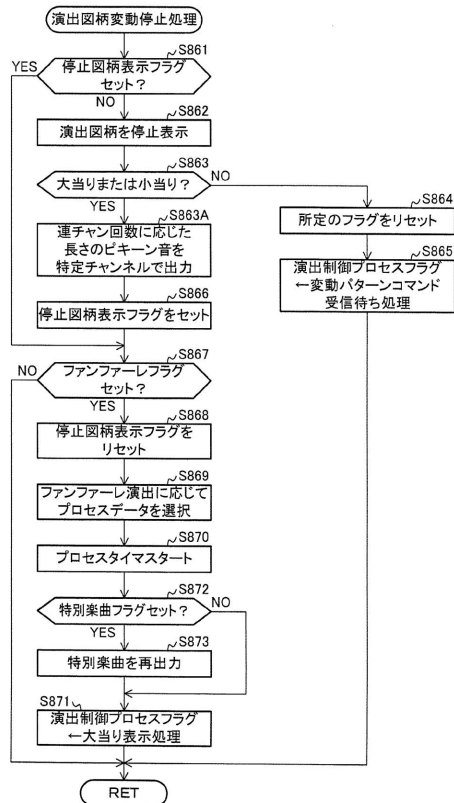 演出図柄変動停止処理
S861
YES
停止図柄表示フラグ
セット？
NO
S862
演出図柄を停止表示
S863
大当りまたは小当り？
NO
YES
S863A
連チャン回数に応じた
長さのピキーン音を
特定チャンネルで出力
S864
所定のフラグをリセット
S865
演出制御プロセスフラグ
←変動パターンコマンド
受信待ち処理
S866
停止図柄表示フラグをセット
S867
NO
ファンファーレフラグ
セット？
YES
S868
停止図柄表示フラグを
リセット
S869
ファンファーレ演出に応じて
プロセスデータを選択
S870
プロセスタイマスタート
S872
特別楽曲フラグセット？
NO
YES
S873
特別楽曲を再出力
S871
演出制御プロセスフラグ
←大当り表示処理
RET